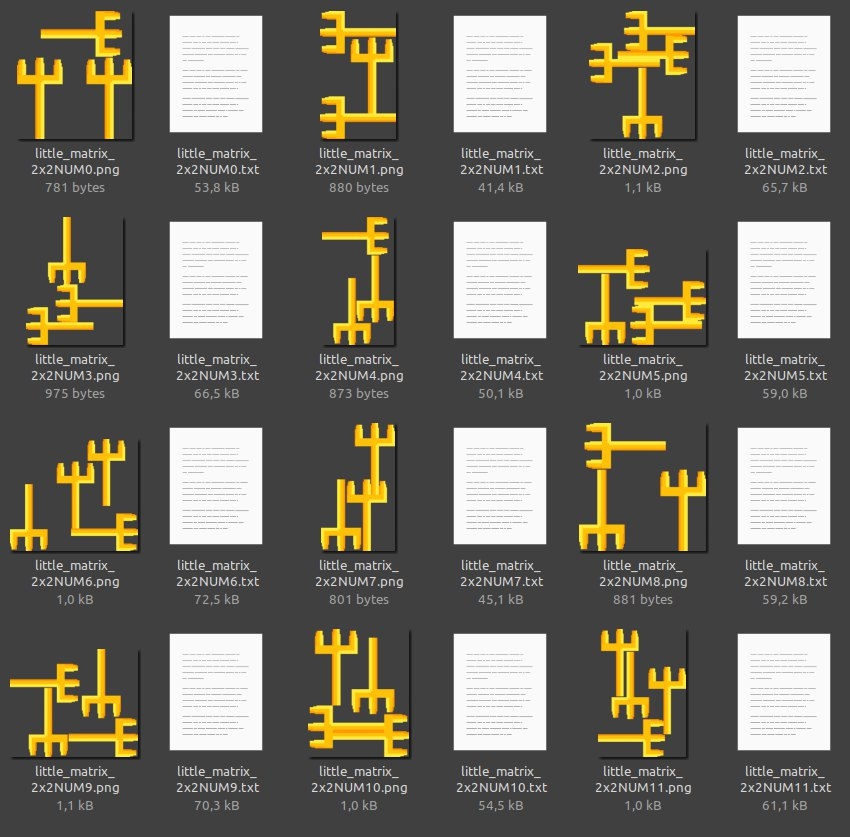 little_matrix_
2x2NUM0.png
781 bytes
little_matrix_
2x2NUM0.txt
53,8 kB
little_matrix_
2x2NUM1.png
880 bytes
little_matrix_
2x2NUM1.txt
41,4 kB
little_matrix_
2x2NUM2.png
1,1 kB
little_matrix_
2x2NUM2.txt
65,7 kB
little_matrix_
2x2NUM3.png
975 bytes
little_matrix_
2x2NUM3.txt
66,5 kB
little_matrix_
2x2NUM4.png
873 bytes
little_matrix_
2x2NUM4.txt
50,1 kB
little_matrix_
2x2NUM5.png
1,0 kB
little_matrix_
2x2NUM5.txt
59,0 kB
little_matrix_
2x2NUM6.png
1,0 kB
little_matrix_
2x2NUM6.txt
72,5 kB
little_matrix_
2x2NUM7.png
801 bytes
little_matrix_
2x2NUM7.txt
45,1 kB
little_matrix_
2x2NUM8.png
881 bytes
little_matrix_
2x2NUM8.txt
59,2 kB
little_matrix_
2x2NUM9.png
1,1 kB
little_matrix_
2x2NUM9.txt
70,3 kB
little_matrix_
2x2NUM10.png
1,0 kB
little_matrix_
2x2NUM10.txt
54,5 kB
little_matrix_
2x2NUM11.png
1,0 kB
little_matrix_
2x2NUM11.txt
61,1 kB